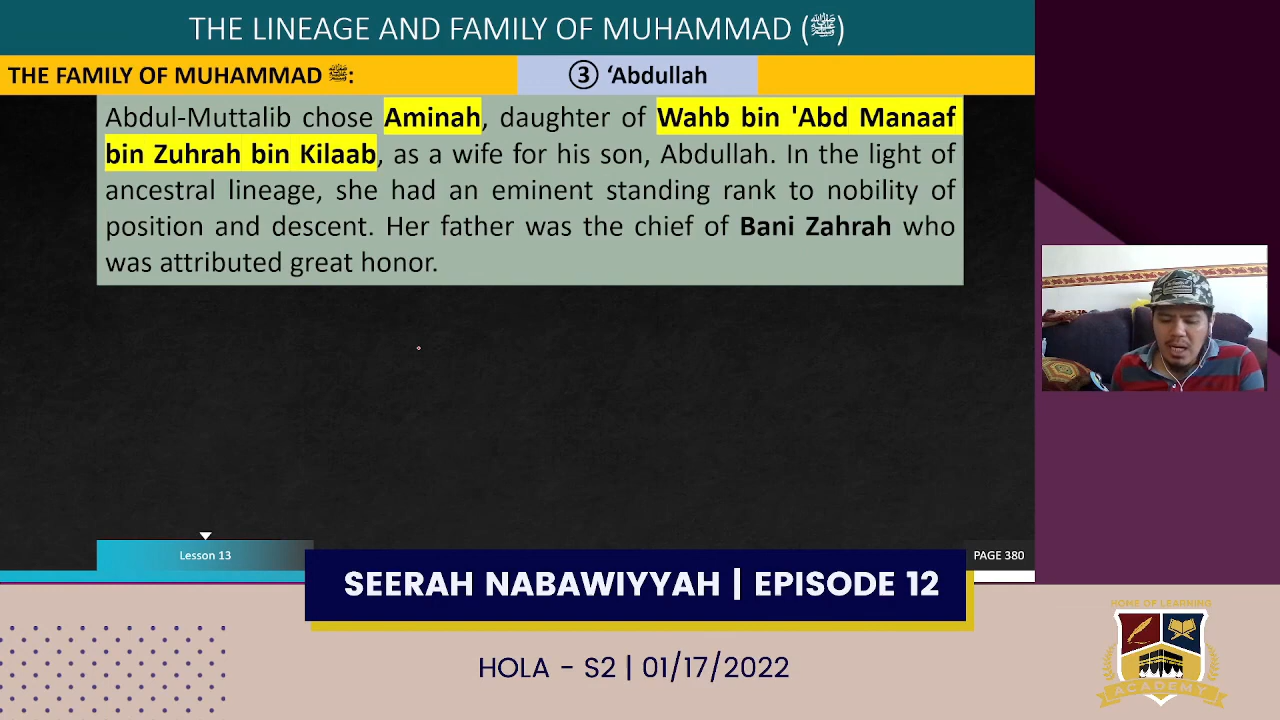 THE LINEAGE AND FAMILY OF MUHAMMAD (ﷺ)
THE FAMILY OF MUHAMMAD ﷺ:
③ ‘Abdullah
Abdul-Muttalib chose Aminah, daughter of Wahb bin 'Abd Manaaf
bin Zuhrah bin Kilaab, as a wife for his son, Abdullah. In the light of
ancestral lineage, she had an eminent standing rank to nobility of
position and descent. Her father was the chief of Bani Zahrah who
was attributed great honor.
Lesson 13
PAGE 380
SEERAH NABAWIYYAH | EPISODE 12
HOLA - S2 | 01/17/2022
HOME OF LEARNING
ACADEMY